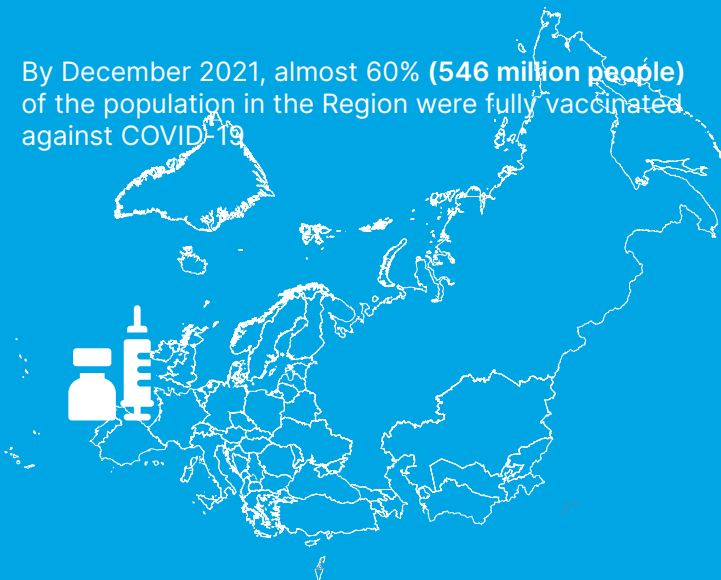 By December 2021, almost 60% (546 million people)
of the population in the Region were fully vaccinated
against COVID-19